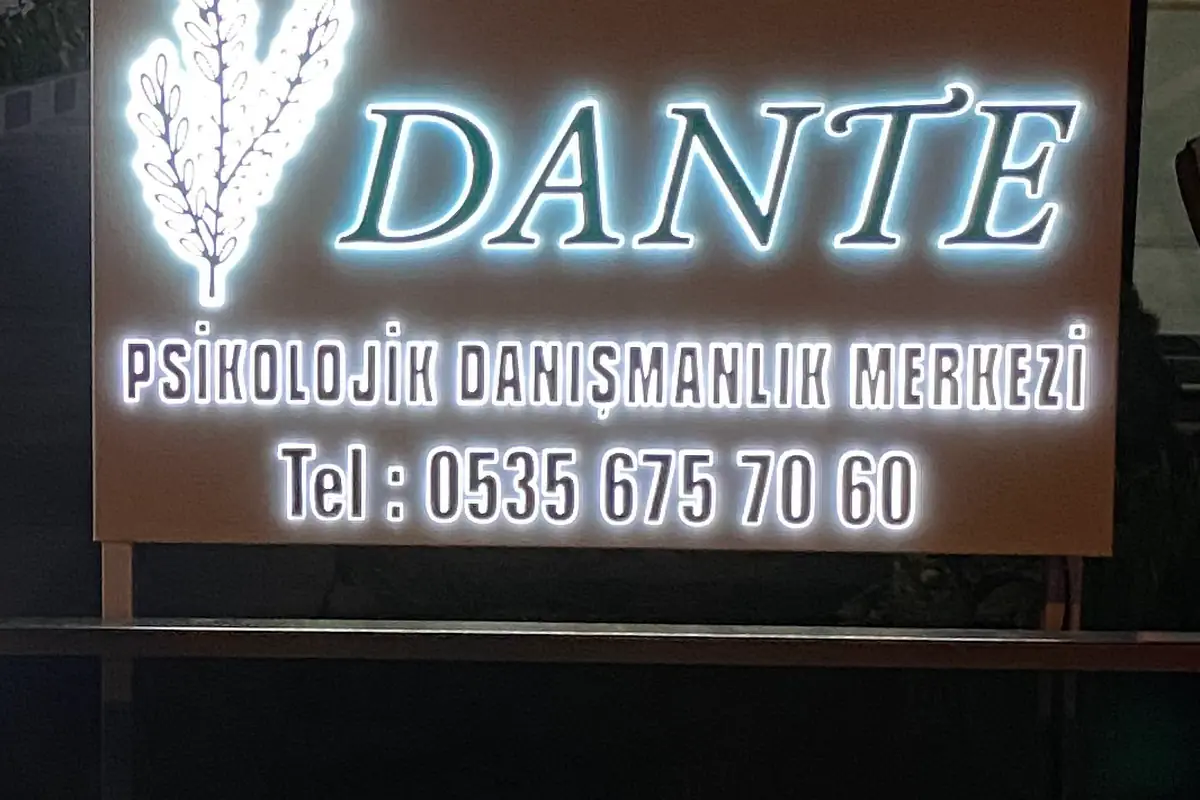 DANTE
PSİKOLOJİK DANIŞMANLIK MERKEZİ
Tel : 0535 675 70 60